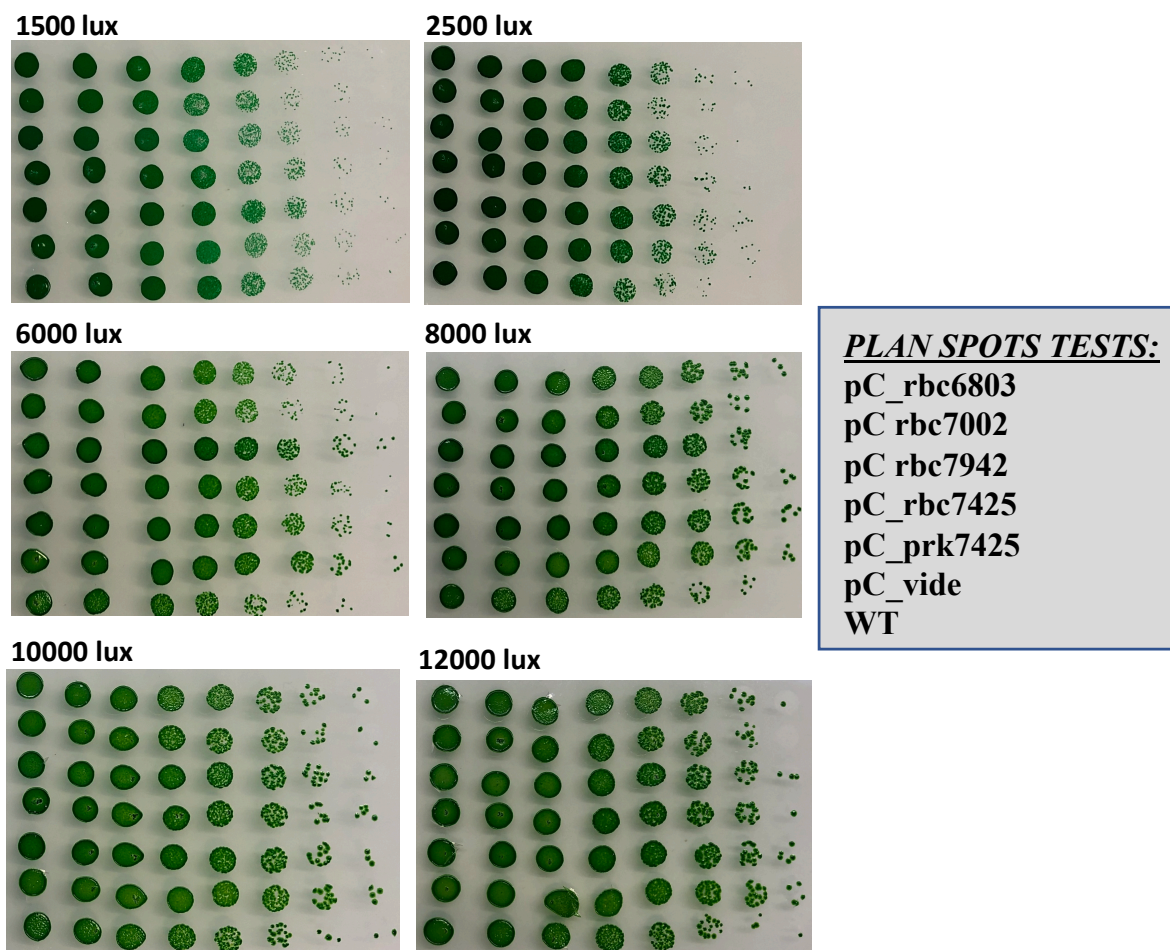 1500 lux
2500 lux
6000 lux
8000 lux
PLAN SPOTS TESTS:
pC_rbc6803
pC rbc7002
pC rbc7942
pC_rbc7425
pC_prk7425
pC_vide
WT
10000 lux
12000 lux